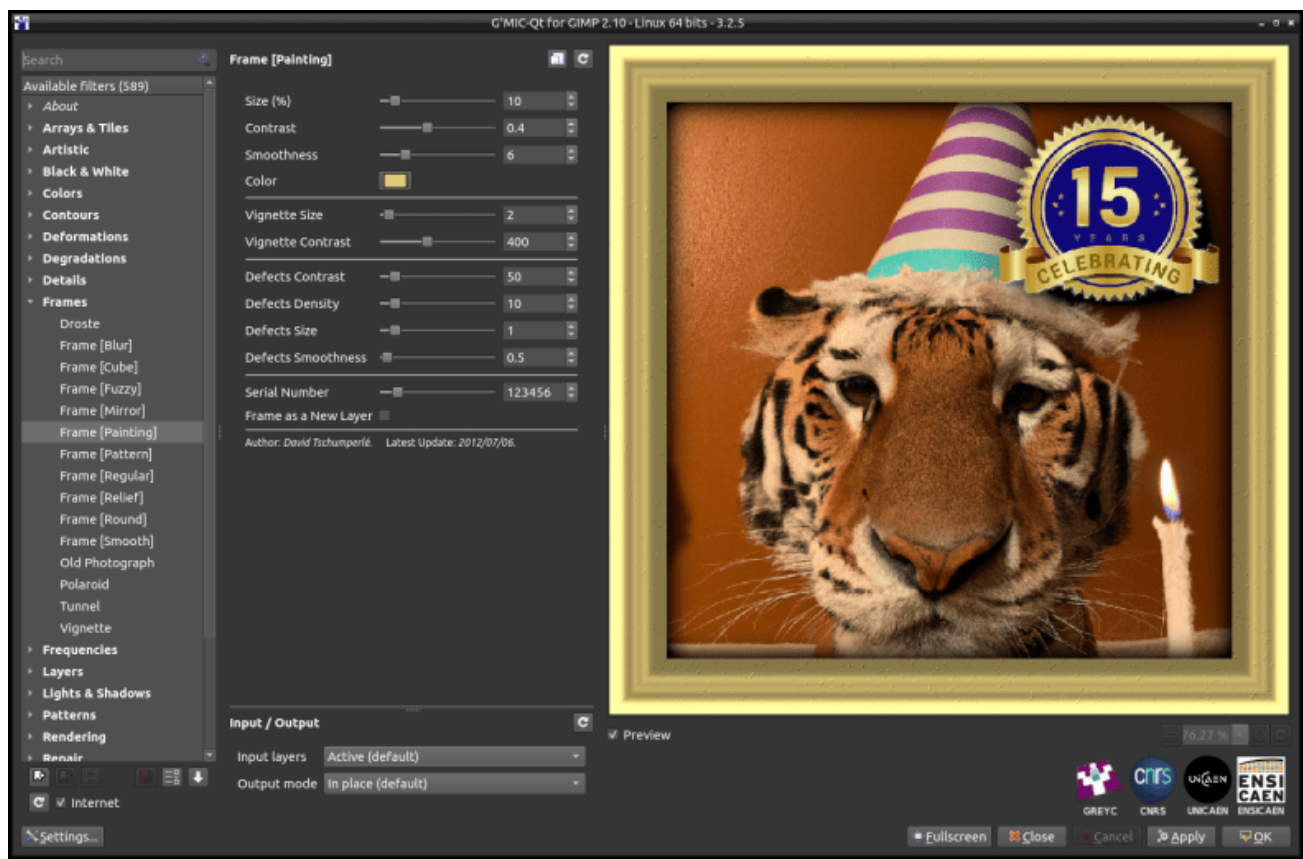 G'MIC-Qt for GIMP 2.10 - Linux 64 bits - 3.2.5
Search
Available filters (589)
About
Arrays & Tiles
Artistic
Black & White
Colors
Contours
Deformations
Degradations
Details
Frames
Droste
Frame [Blur]
Frame [Cube]
Frame [Fuzzy]
Frame [Mirror]
Frame [Painting]
Frame [Pattern]
Frame [Regular]
Frame [Relief]
Frame [Round]
Frame [Smooth]
Old Photograph
Polaroid
Tunnel
Vignette
Frequencies
Layers
Lights & Shadows
Patterns
Rendering
Repair
Internet
Settings...
Frame [Painting]
Size (%) 10
Contrast 0.4
Smoothness 6
Color
Vignette Size 2
Vignette Contrast 400
Defects Contrast 50
Defects Density 10
Defects Size 1
Defects Smoothness 0.5
Serial Number 123456
Frame as a New Layer
Author: David Tschumperlé. Latest Update: 2012/07/06.
Input / Output
Input layers Active (default)
Output mode In place (default)
15
YEARS
CELEBRATING
Preview
76.27 %
cnrs
UNICAEN
ENSI
CAEN
GREYC CNRS UNICAEN ENSICAEN
Fullscreen Close Cancel Apply OK